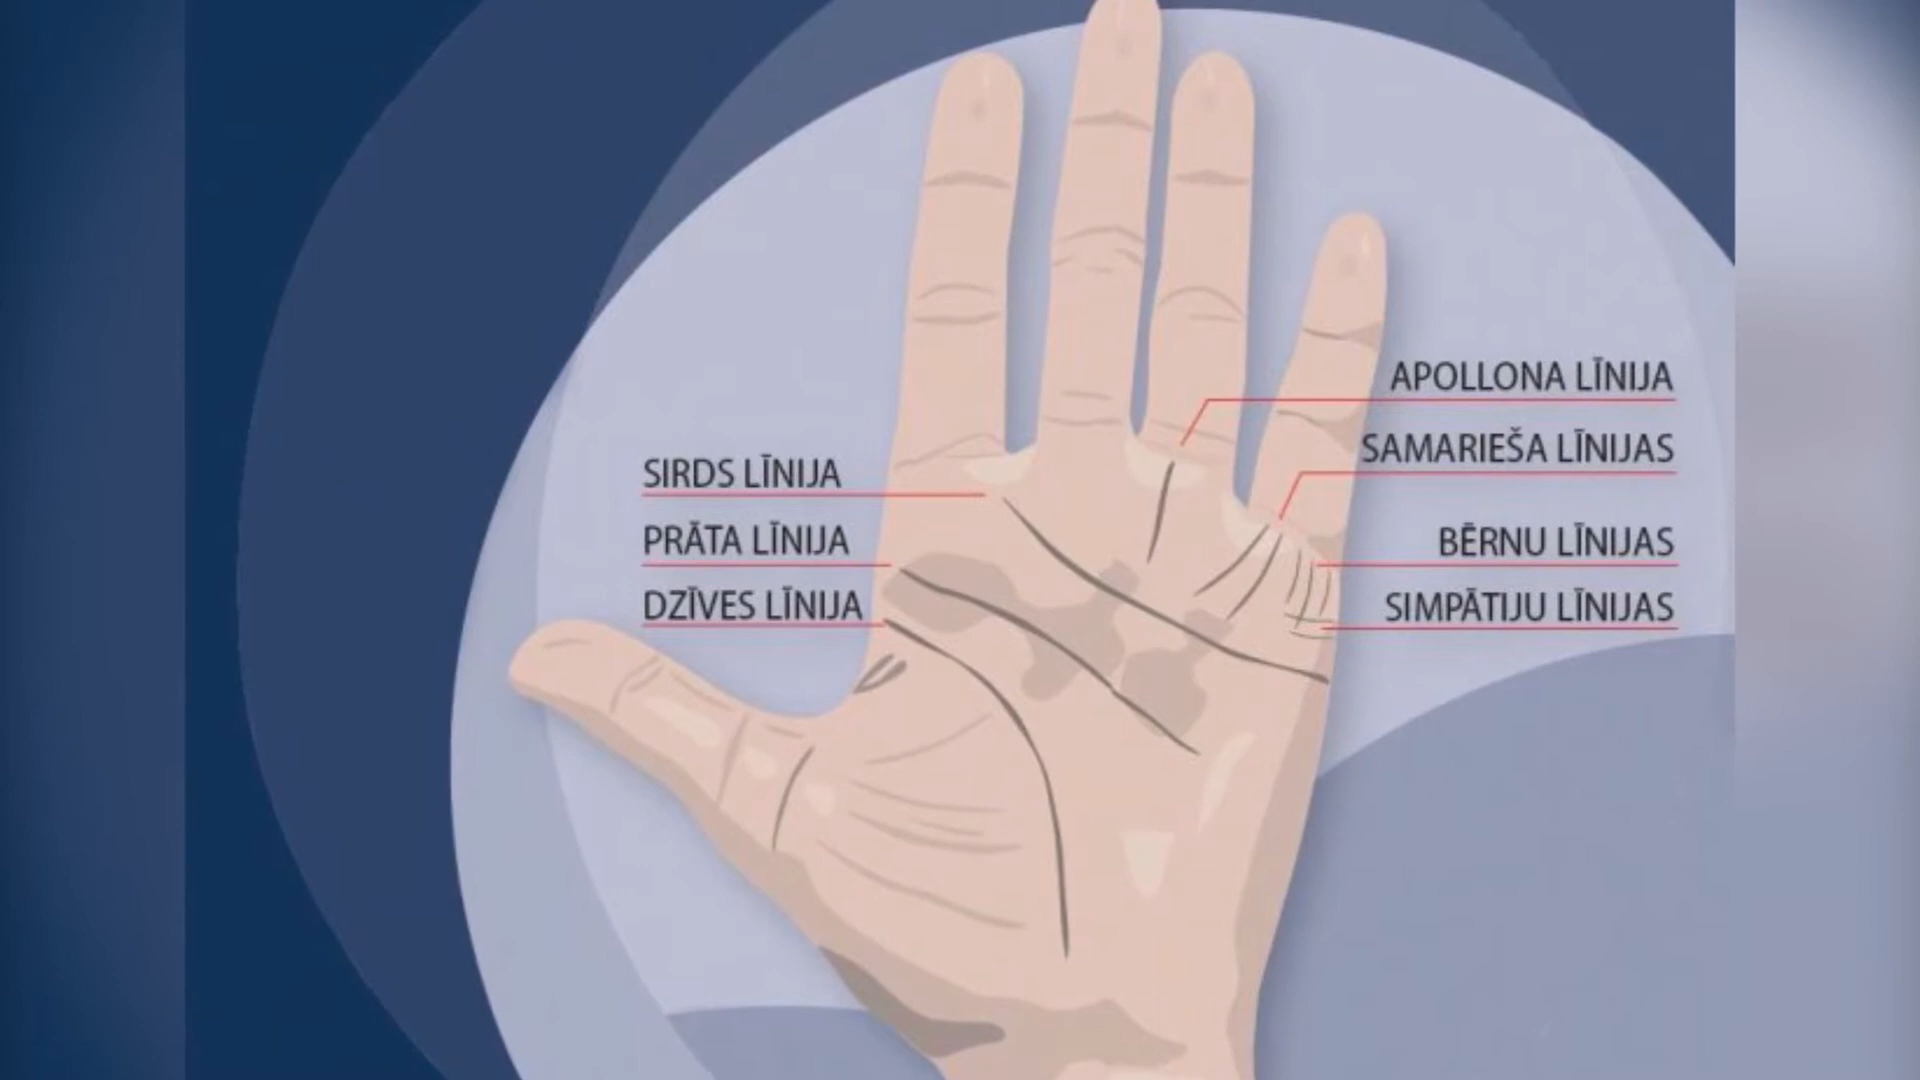 SIRDS LĪNIJA
PRĀTA LĪNIJA
DZĪVES LĪNIJA
APOLLONA LĪNIJA
SAMARIEŠA LĪNIJAS
BĒRNU LĪNIJAS
SIMPĀTIJU LĪNIJAS